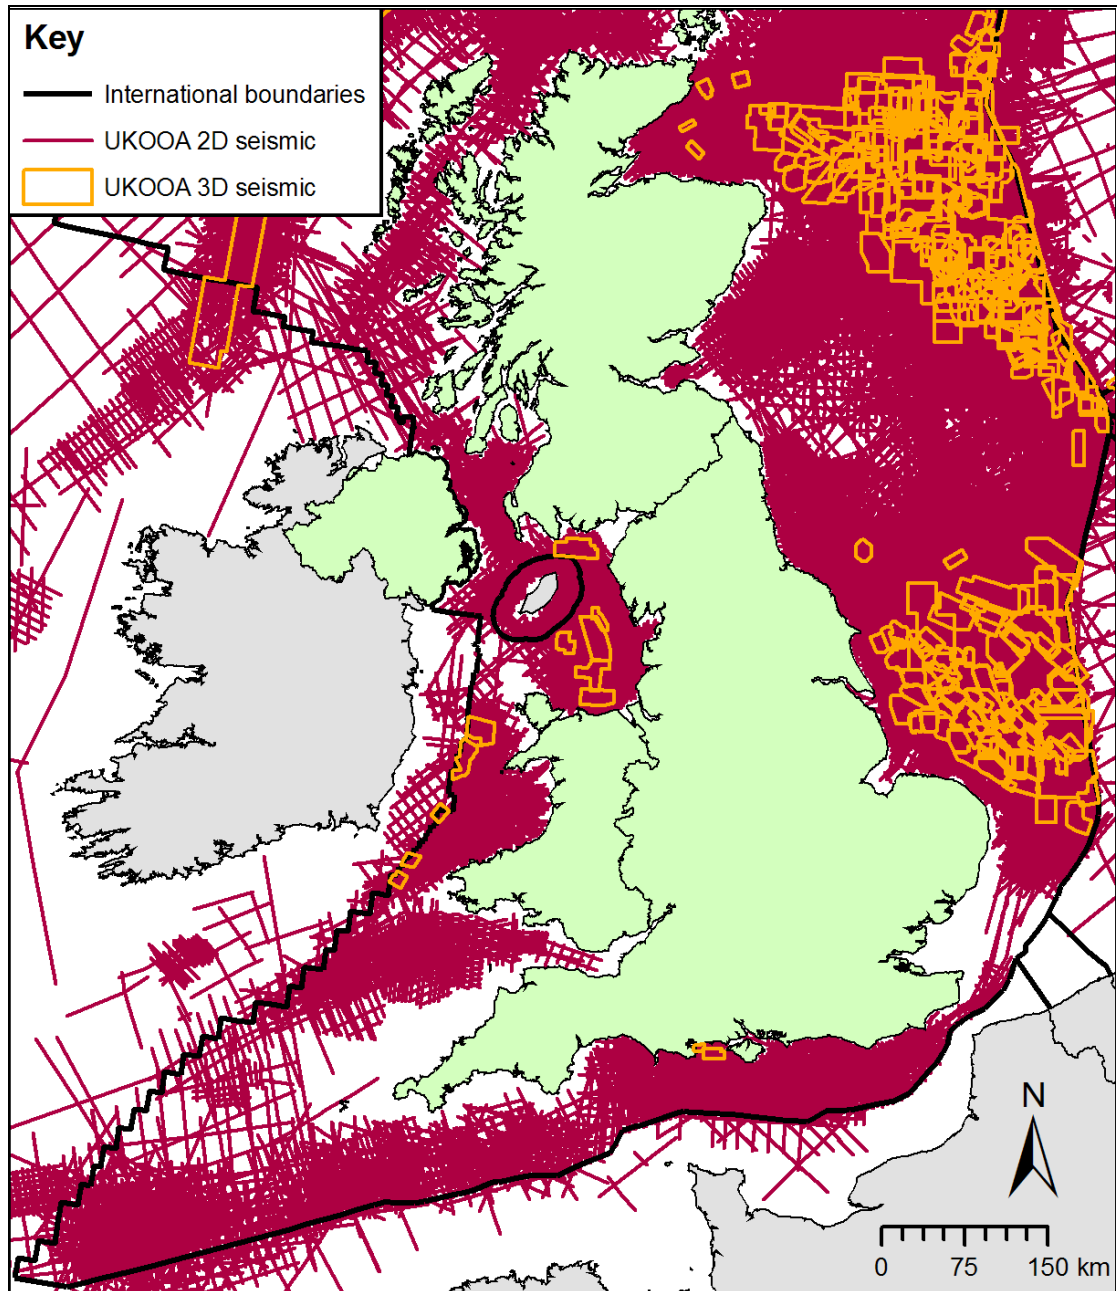 Key
International boundaries
UKOOA 2D seismic
UKOOA 3D seismic
N
0 75 150 km